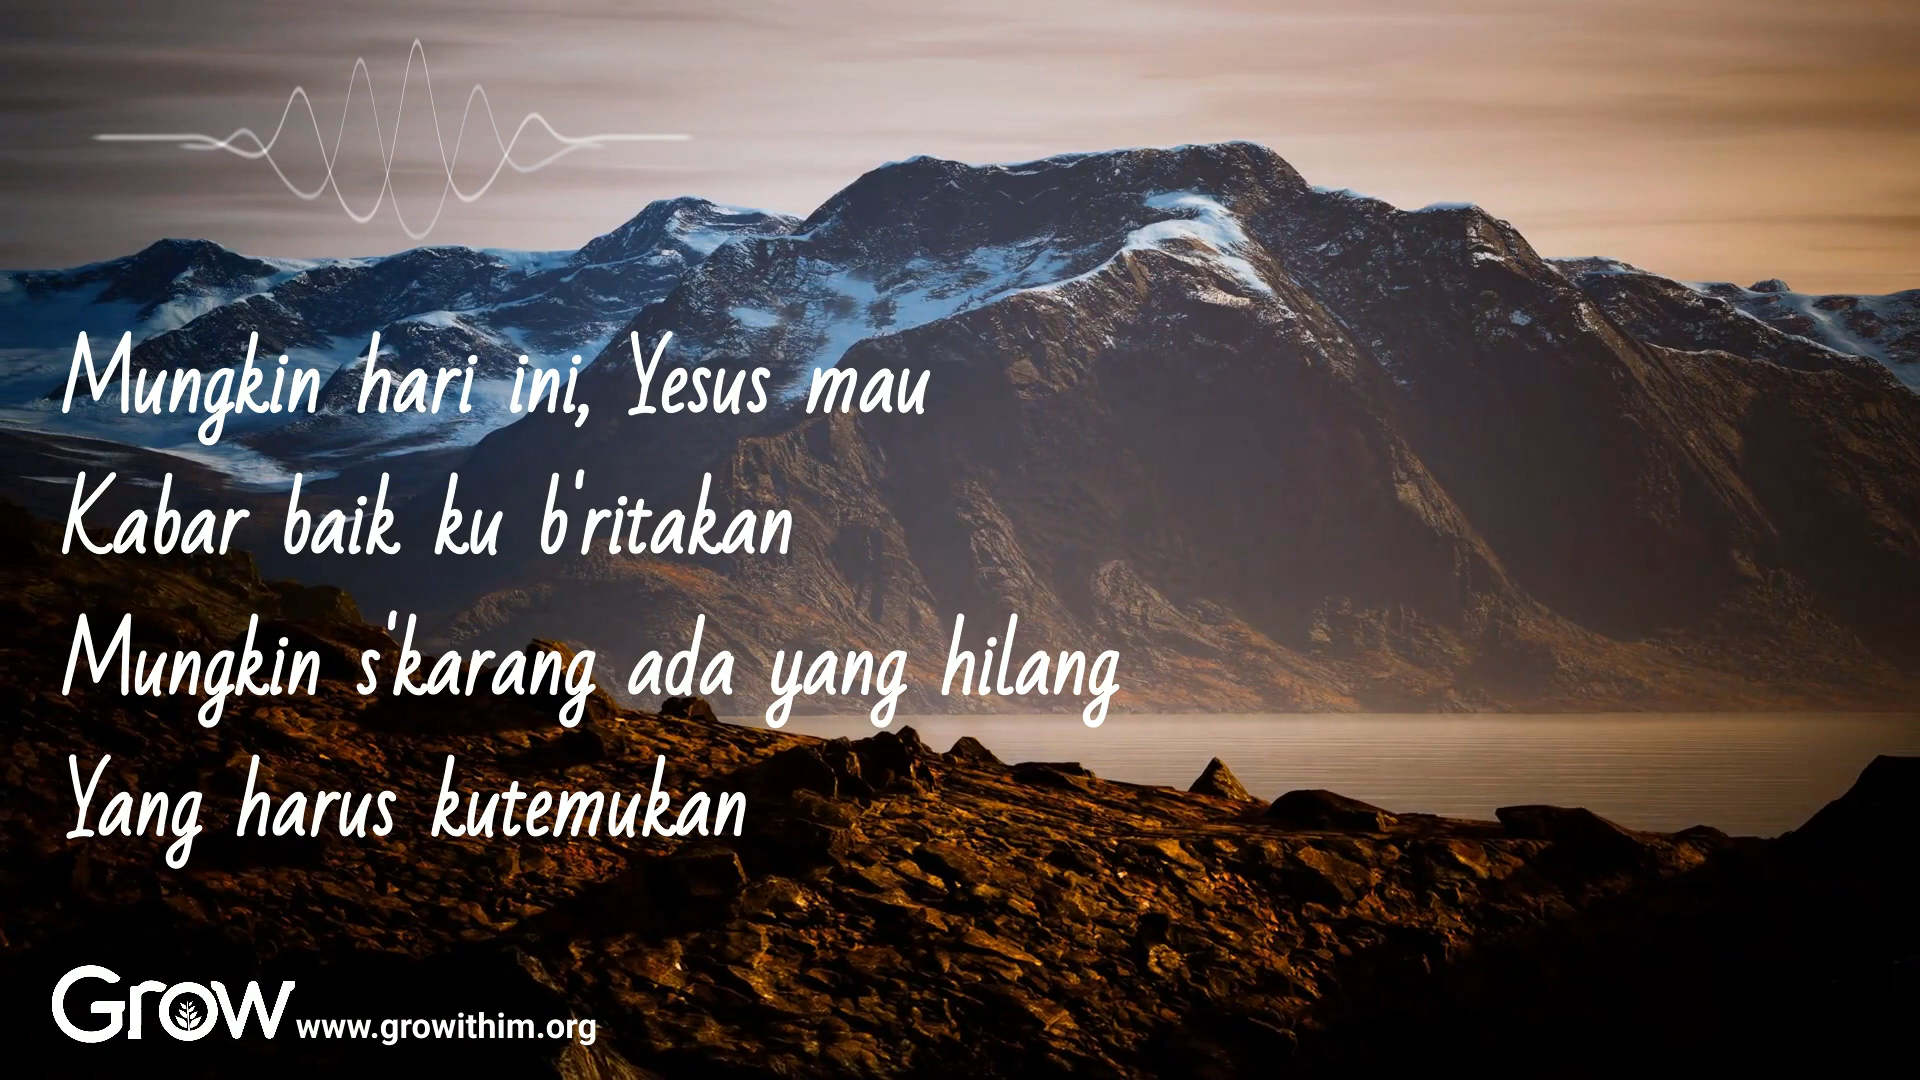 Mungkin hari ini, Yesus mau
Kabar baik ku b'ritakan
Mungkin s'karang ada yang hilang
Yang harus kutemukan
Grow www.growithim.org